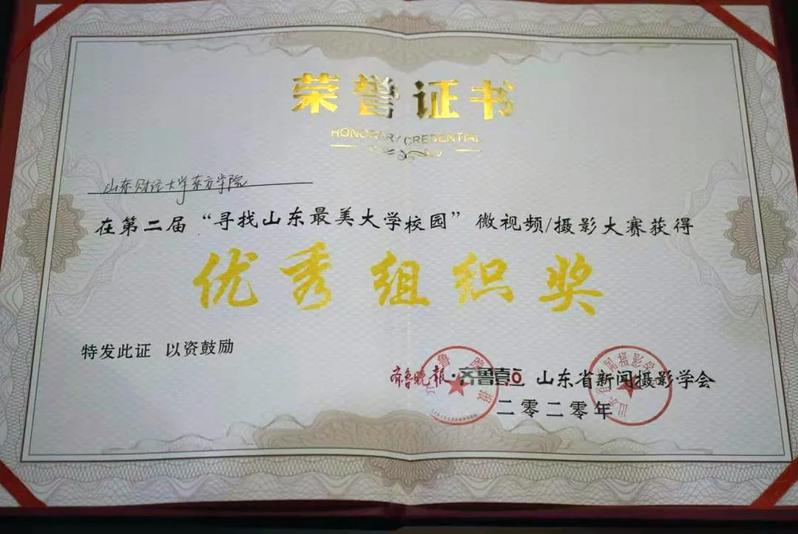 荣誉证书
HONORARY CREDENTIAL
山东财经大学东方学院
在第二届“寻找山东最美大学校园”微视频/摄影大赛获得
优秀组织奖
特发此证 以资鼓励
齐鲁晚报·齐鲁壹点 山东省新闻摄影学会
二零二零年